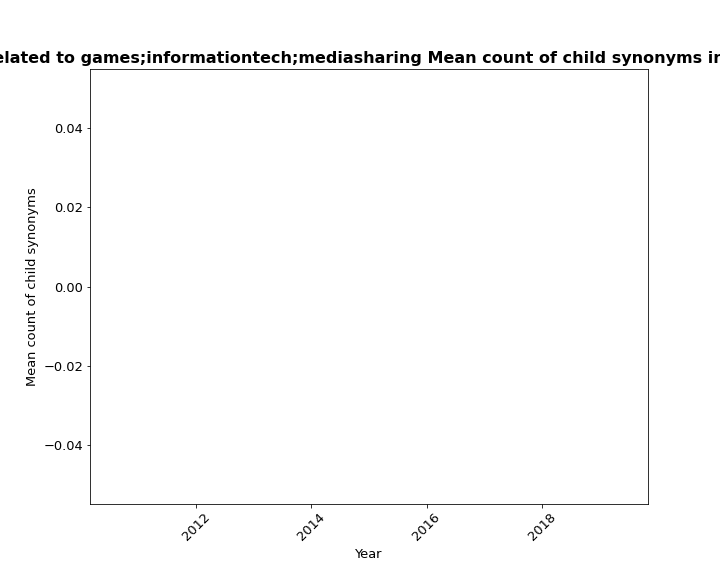 elated to games;informationtech;mediasharing Mean count of child synonyms in
0.04
0.02
0.00
−0.02
−0.04
Mean count of child synonyms
2012 2014 2016 2018
Year